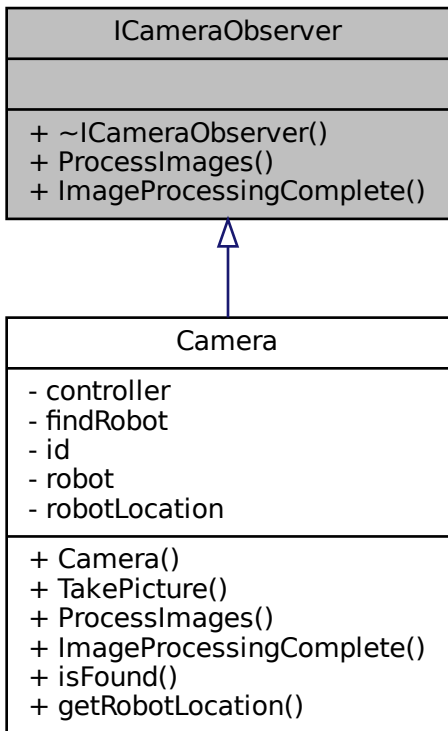 ICameraObserver
+ ~ICameraObserver()
+ ProcessImages()
+ ImageProcessingComplete()
Camera
- controller
- findRobot
- id
- robot
- robotLocation
+ Camera()
+ TakePicture()
+ ProcessImages()
+ ImageProcessingComplete()
+ isFound()
+ getRobotLocation()